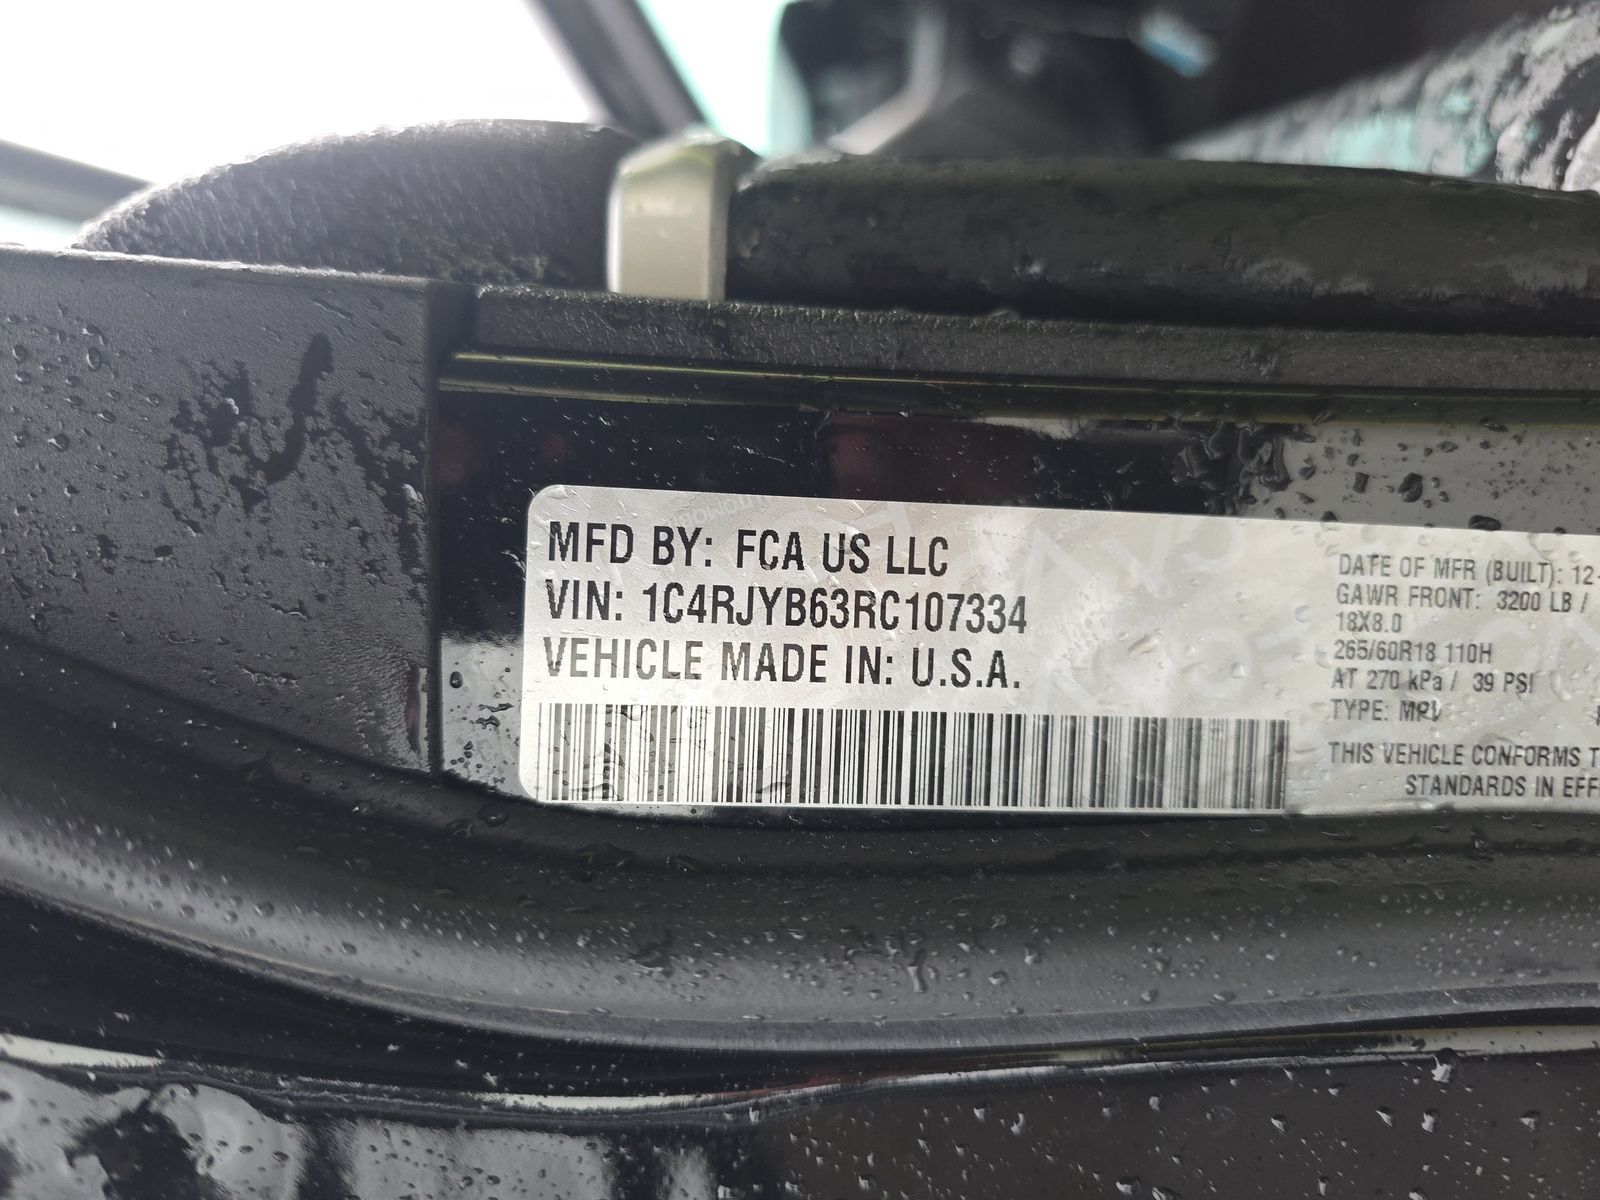 MFD BY: FCA US LLC
VIN: 1C4RJYB63RC107334
VEHICLE MADE IN: U.S.A.
DATE OF MFR (BUILT): 12-
GAWR FRONT: 3200 LB /
18X8.0
265/60R18 110H
AT 270 kPa / 39 PSI
TYPE: MPV
THIS VEHICLE CONFORMS T
STANDARDS IN EFF